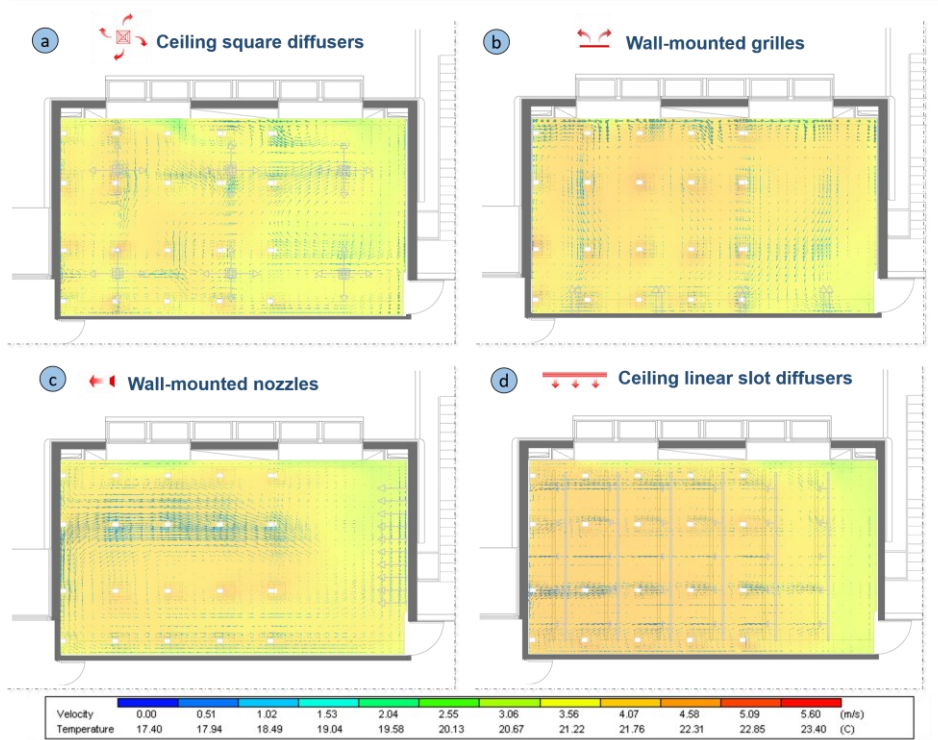 a
Ceiling square diffusers
b
Wall-mounted grilles
c
Wall-mounted nozzles
d
Ceiling linear slot diffusers
Velocity 0.00 0.51 1.02 1.53 2.04 2.55 3.06 3.56 4.07 4.58 5.09 5.60 (m/s)
Temperature 17.40 17.94 18.49 19.04 19.58 20.13 20.67 21.22 21.76 22.31 22.85 23.40 (C)